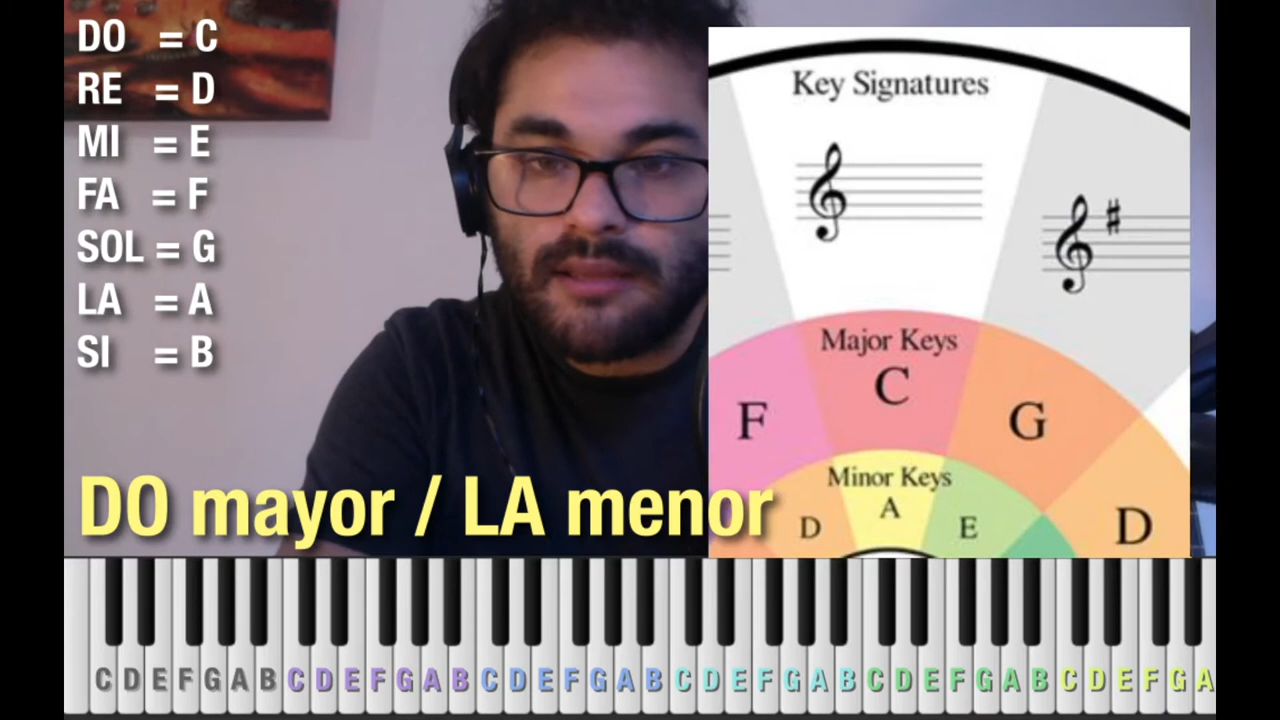 DO = C
RE = D
MI = E
FA = F
SOL = G
LA = A
SI = B
DO mayor / LA menor
Key Signatures
Major Keys
F C G
Minor Keys
D A E D
C D E F G A B C D E F G A B C D E F G A B C D E F G A B C D E F G A B C D E F G A